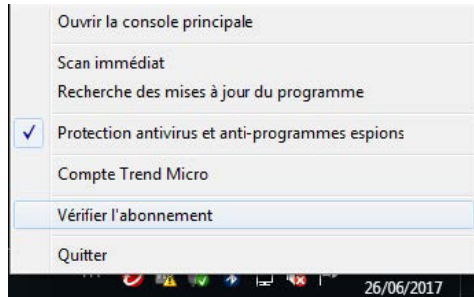 Ouvrir la console principale
Scan immédiat
Recherche des mises à jour du programme
Protection antivirus et anti-programmes espions
Compte Trend Micro
Vérifier l'abonnement
Quitter
26/06/2017